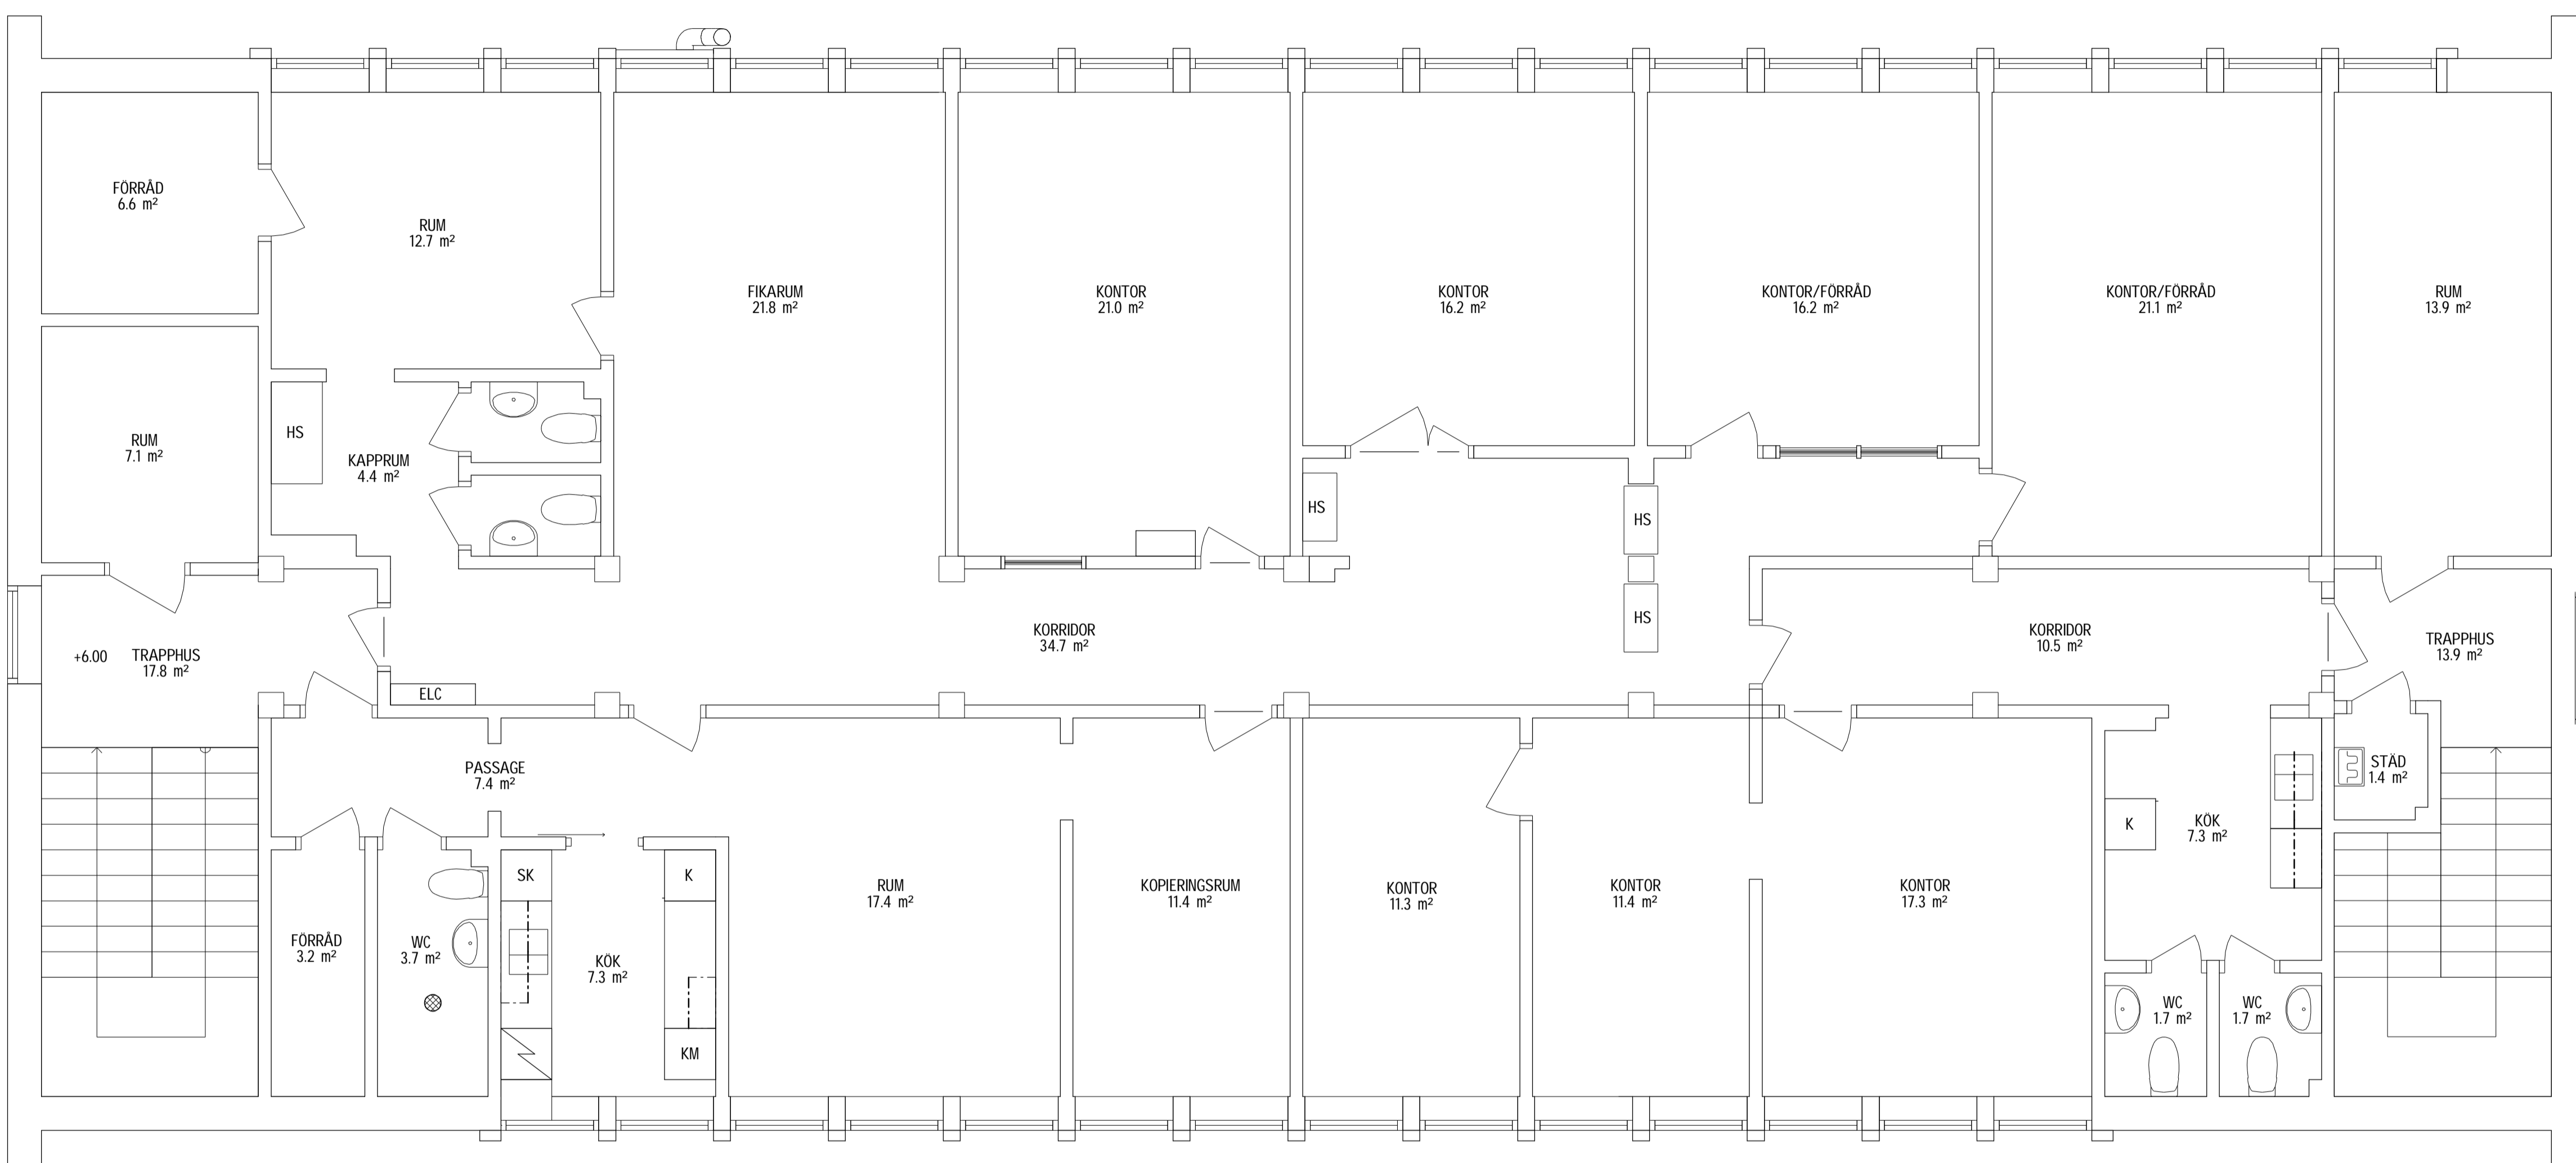 FÖRRÅD
6.6 m²
RUM
12.7 m²
FIKARUM
21.8 m²
KONTOR
21.0 m²
KONTOR
16.2 m²
KONTOR/FÖRRÅD
16.2 m²
KONTOR/FÖRRÅD
21.1 m²
RUM
13.9 m²
RUM
7.1 m²
HS
KAPPRUM
4.4 m²
HS
HS
HS
+6.00
TRAPPHUS
17.8 m²
ELC
KORRIDOR
34.7 m²
KORRIDOR
10.5 m²
TRAPPHUS
13.9 m²
PASSAGE
7.4 m²
STÄD
1.4 m²
K
KÖK
7.3 m²
SK
K
RUM
17.4 m²
KOPIERINGSRUM
11.4 m²
KONTOR
11.3 m²
KONTOR
11.4 m²
KONTOR
17.3 m²
FÖRRÅD
3.2 m²
WC
3.7 m²
KÖK
7.3 m²
KM
WC
1.7 m²
WC
1.7 m²